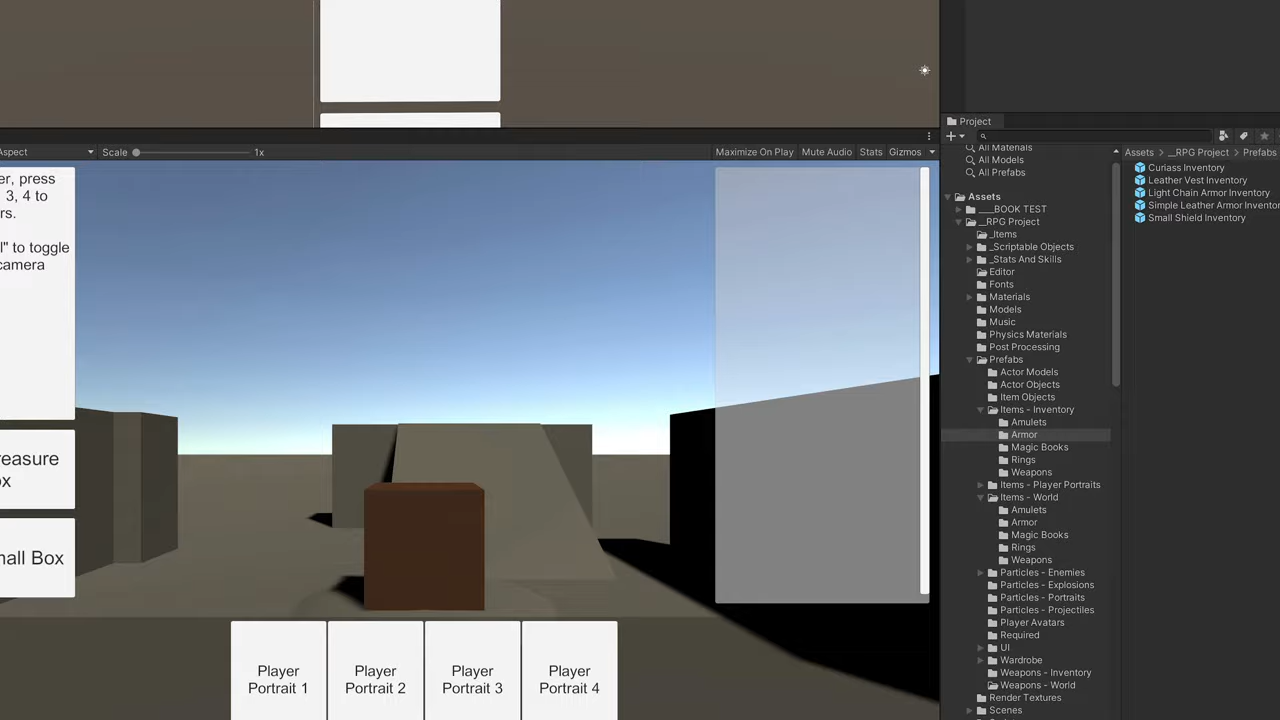 Aspect
Scale
1x
Maximize On Play
Mute Audio
Stats
Gizmos
er, press
3, 4 to
rs.
l" to toggle
camera
reasure
ox
mall Box
Player
Portrait 1
Player
Portrait 2
Player
Portrait 3
Player
Portrait 4
Project
All Materials
All Models
All Prefabs
Assets
____BOOK TEST
__RPG Project
_Items
_Scriptable Objects
_Stats And Skills
Editor
Fonts
Materials
Models
Music
Physics Materials
Post Processing
Prefabs
Actor Models
Actor Objects
Item Objects
Items - Inventory
Amulets
Armor
Magic Books
Rings
Weapons
Items - Player Portraits
Items - World
Amulets
Armor
Magic Books
Rings
Weapons
Particles - Enemies
Particles - Explosions
Particles - Portraits
Particles - Projectiles
Player Avatars
Required
UI
Wardrobe
Weapons - Inventory
Weapons - World
Render Textures
Scenes
Assets > __RPG Project > Prefabs
Curiass Inventory
Leather Vest Inventory
Light Chain Armor Inventory
Simple Leather Armor Inventor
Small Shield Inventory